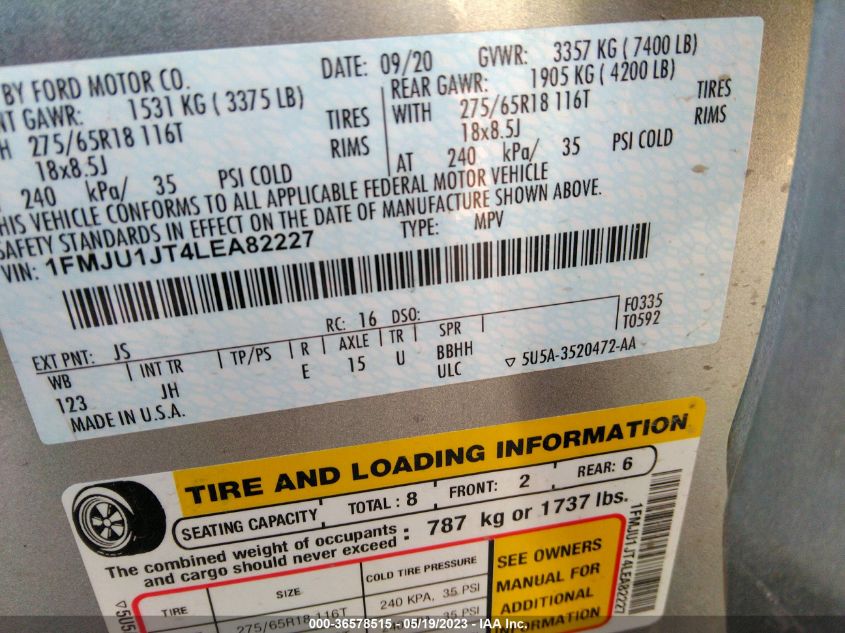 BY FORD MOTOR CO. DATE: 09/20 GVWR: 3357 KG ( 7400 LB)
GAWR: 1531 KG ( 3375 LB) REAR GAWR: 1905 KG ( 4200 LB)
275/65R18 116T TIRES WITH 275/65R18 116T TIRES
18x8.5J RIMS 18x8.5J RIMS
240 kPa/ 35 PSI COLD AT 240 kPa/ 35 PSI COLD
THIS VEHICLE CONFORMS TO ALL APPLICABLE FEDERAL MOTOR VEHICLE
SAFETY STANDARDS IN EFFECT ON THE DATE OF MANUFACTURE SHOWN ABOVE.
VIN: 1FMJU1JT4LEA82227 TYPE: MPV
F0335
T0592
EXT PNT: JS RC: 16 DSO:
WB INT TR TP/PS R AXLE TR SPR
123 JH E 15 U BBHH
ULC
▽ 5U5A-3520472-AA
MADE IN U.S.A.
TIRE AND LOADING INFORMATION
SEATING CAPACITY TOTAL : 8 FRONT: 2 REAR: 6
The combined weight of occupants and cargo should never exceed : 787 kg or 1737 lbs.
TIRE SIZE COLD TIRE PRESSURE
275/65R18 116T 240 KPA, 35 PSI
35 PSI
SEE OWNERS
MANUAL FOR
ADDITIONAL
INFORMATION
1FMJU1JT4LEA82227
▽5U5
000-36578515 - 05/19/2023 - IAA Inc.